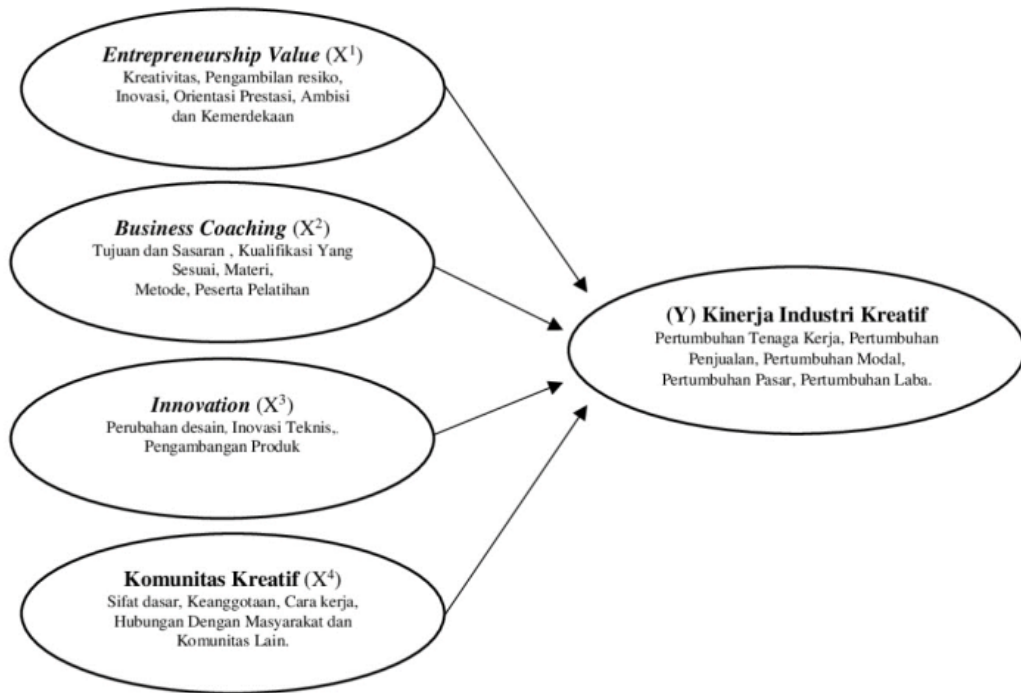 Entrepreneurship Value (X¹)
Kreativitas, Pengambilan resiko,
Inovasi, Orientasi Prestasi, Ambisi
dan Kemerdekaan
Business Coaching (X²)
Tujuan dan Sasaran , Kualifikasi Yang
Sesuai, Materi,
Metode, Peserta Pelatihan
Innovation (X³)
Perubahan desain, Inovasi Teknis,.
Pengambangan Produk
Komunitas Kreatif (X⁴)
Sifat dasar, Keanggotaan, Cara kerja,
Hubungan Dengan Masyarakat dan
Komunitas Lain.
(Y) Kinerja Industri Kreatif
Pertumbuhan Tenaga Kerja, Pertumbuhan
Penjualan, Pertumbuhan Modal,
Pertumbuhan Pasar, Pertumbuhan Laba.